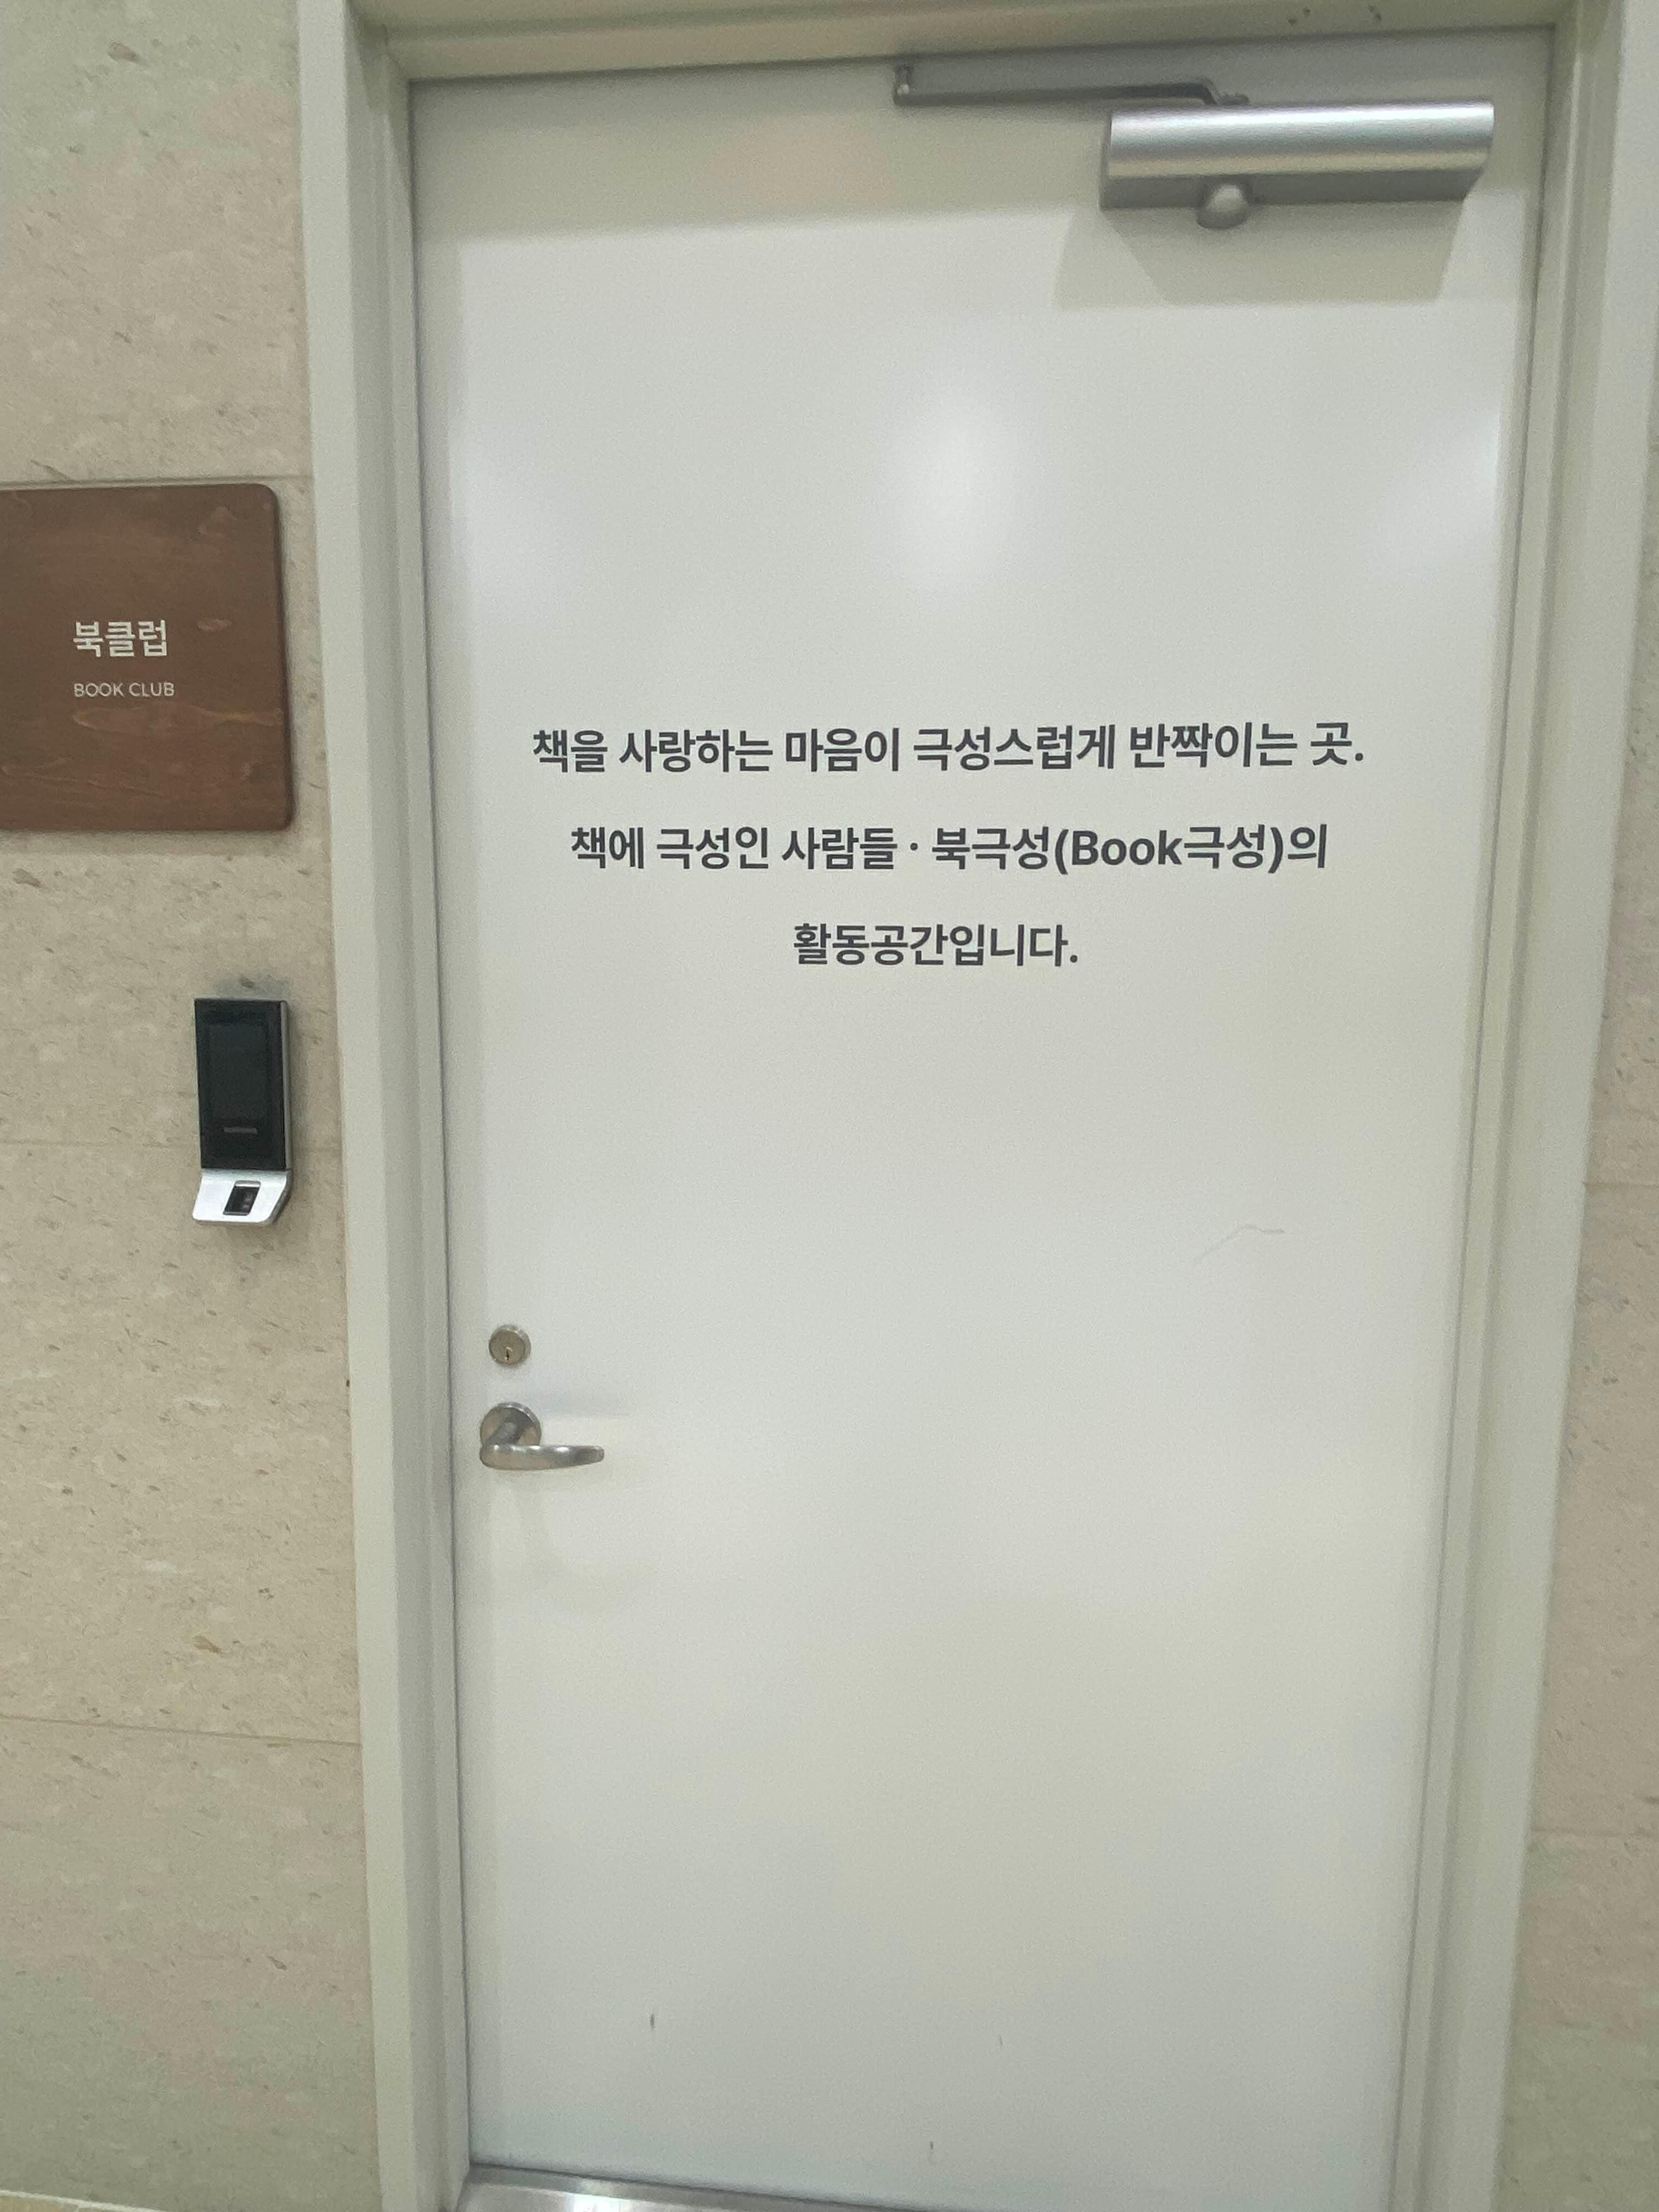 북클럽
BOOK CLUB
책을 사랑하는 마음이 극성스럽게 반짝이는 곳.
책에 극성인 사람들 · 북극성(Book극성)의
활동공간입니다.